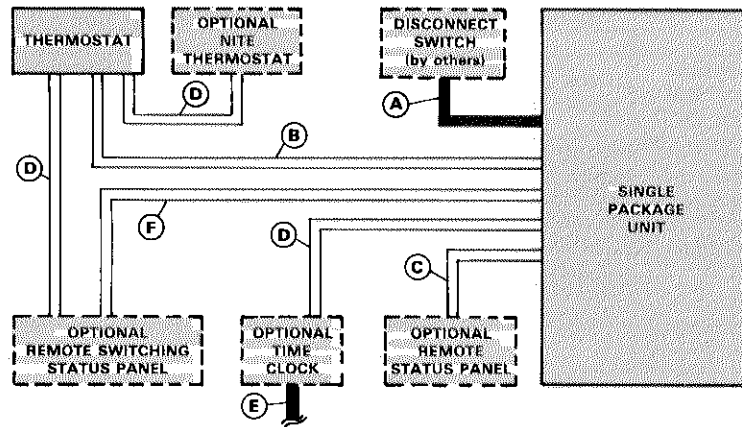 THERMOSTAT
OPTIONAL
NITE
THERMOSTAT
DISCONNECT
SWITCH
(by others)
A
D
B
D
F
D
C
SINGLE
PACKAGE
UNIT
OPTIONAL
REMOTE SWITCHING
STATUS PANEL
OPTIONAL
TIME
CLOCK
OPTIONAL
REMOTE
STATUS PANEL
E